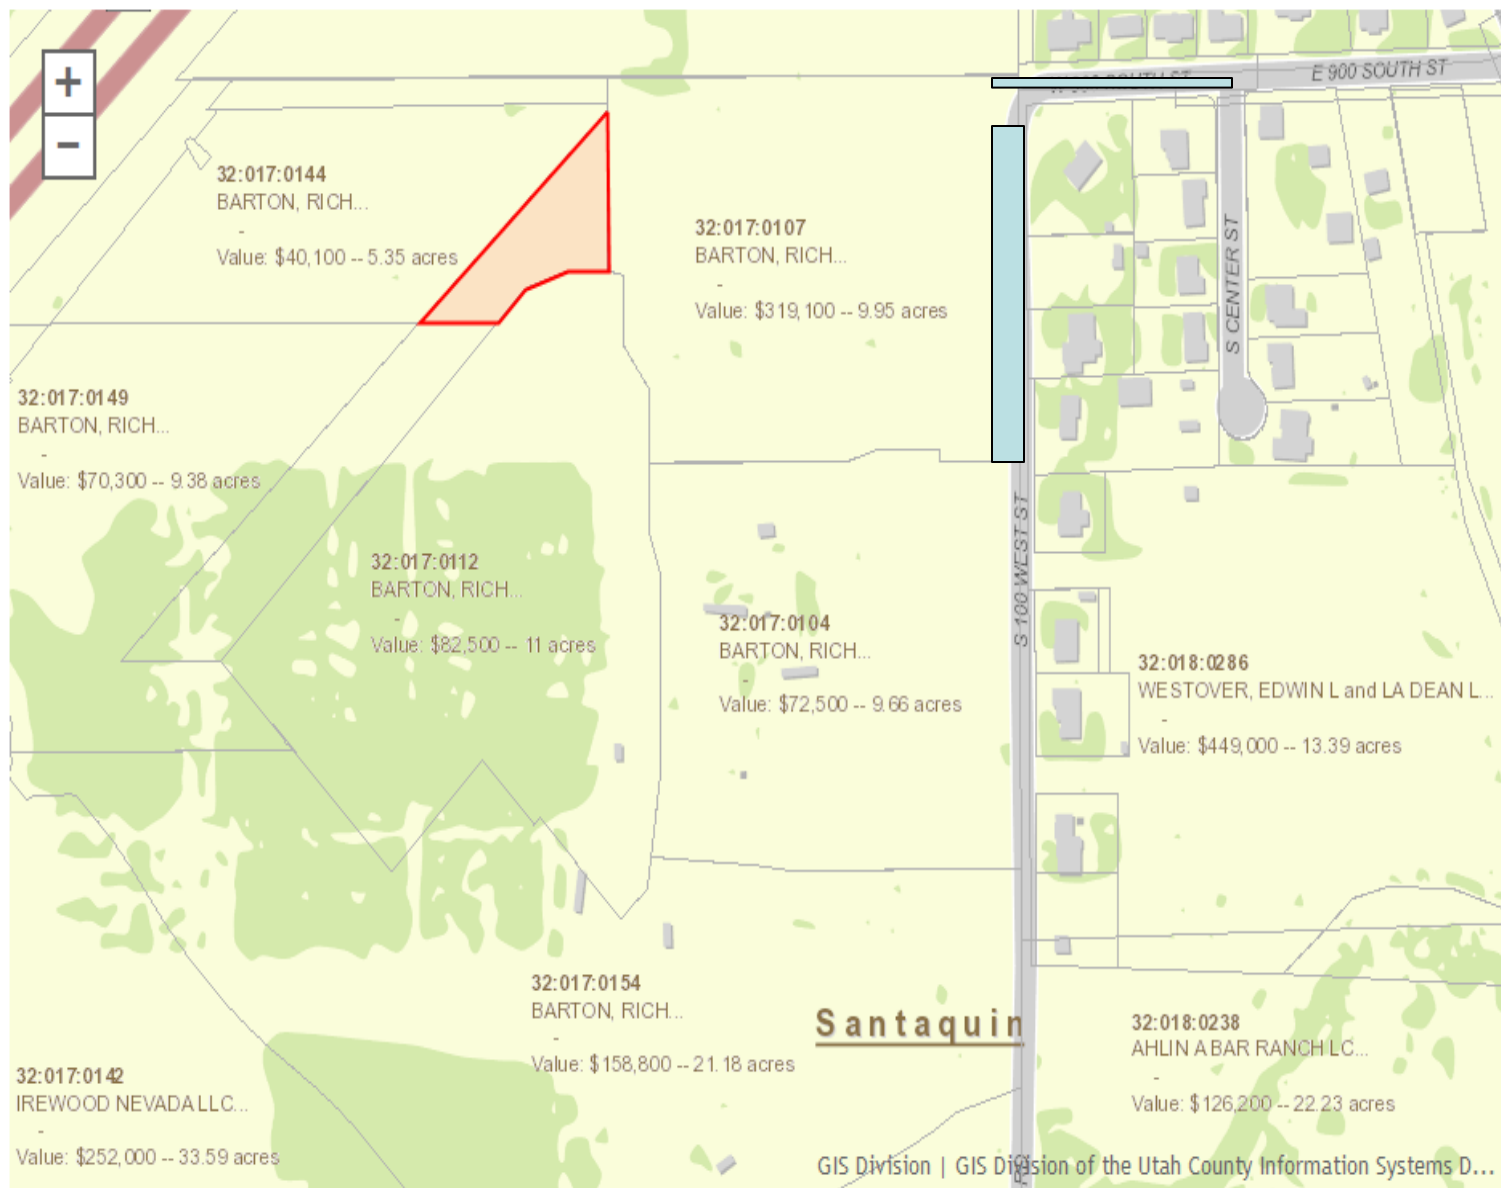 +
−
E 900 SOUTH ST
32:017:0144
BARTON, RICH...
-
Value: $40,100 -- 5.35 acres
32:017:0107
BARTON, RICH...
-
Value: $319,100 -- 9.95 acres
S CENTER ST
32:017:0149
BARTON, RICH...
-
Value: $70,300 -- 9.38 acres
32:017:0112
BARTON, RICH...
-
Value: $82,500 -- 11 acres
S 100 WEST ST
32:017:0104
BARTON, RICH...
-
Value: $72,500 -- 9.66 acres
32:018:0286
WESTOVER, EDWIN L and LA DEAN L...
-
Value: $449,000 -- 13.39 acres
32:017:0154
BARTON, RICH...
-
Value: $158,800 -- 21.18 acres
Santaquin
32:018:0238
AHLIN A BAR RANCH LC...
-
Value: $126,200 -- 22.23 acres
32:017:0142
IREWOOD NEVADA LLC...
-
Value: $252,000 -- 33.59 acres
GIS Division | GIS Division of the Utah County Information Systems D...